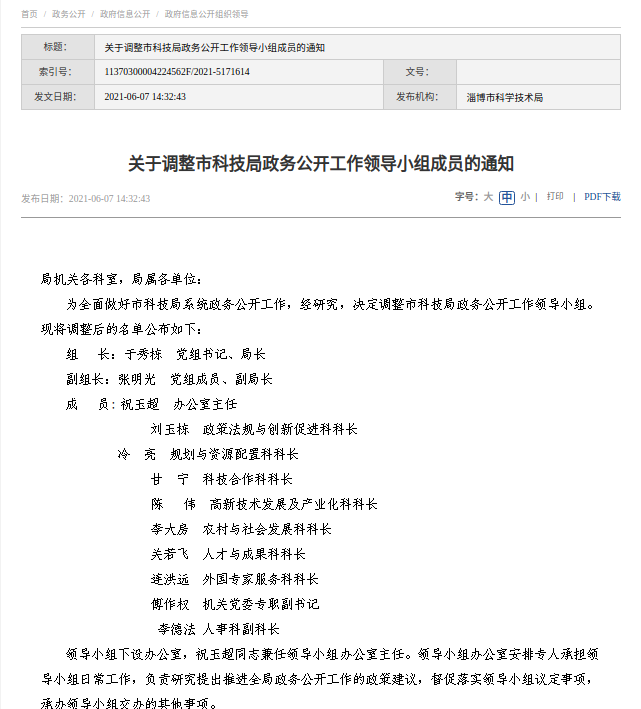 首页 / 政务公开 / 政府信息公开 / 政府信息公开组织领导
标题： 关于调整市科技局政务公开工作领导小组成员的通知
索引号： 11370300004224562F/2021-5171614 文号：
发文日期： 2021-06-07 14:32:43 发布机构： 淄博市科学技术局
关于调整市科技局政务公开工作领导小组成员的通知
发布日期：2021-06-07 14:32:43 字号：大 中 小 | 打印 | PDF下载
局机关各科室，局属各单位：
为全面做好市科技局系统政务公开工作，经研究，决定调整市科技局政务公开工作领导小组。
现将调整后的名单公布如下：
组 长：于秀栋 党组书记、局长
副组长：张明光 党组成员、副局长
成 员：祝玉超 办公室主任
刘玉栋 政策法规与创新促进科科长
冷 亮 规划与资源配置科科长
甘 宁 科技合作科科长
陈 伟 高新技术发展及产业化科科长
李大房 农村与社会发展科科长
关若飞 人才与成果科科长
逄洪远 外国专家服务科科长
傅作权 机关党委专职副书记
李德法 人事科副科长
领导小组下设办公室，祝玉超同志兼任领导小组办公室主任。领导小组办公室安排专人承担领
导小组日常工作，负责研究提出推进全局政务公开工作的政策建议，督促落实领导小组议定事项，
承办领导小组交办的其他事项。